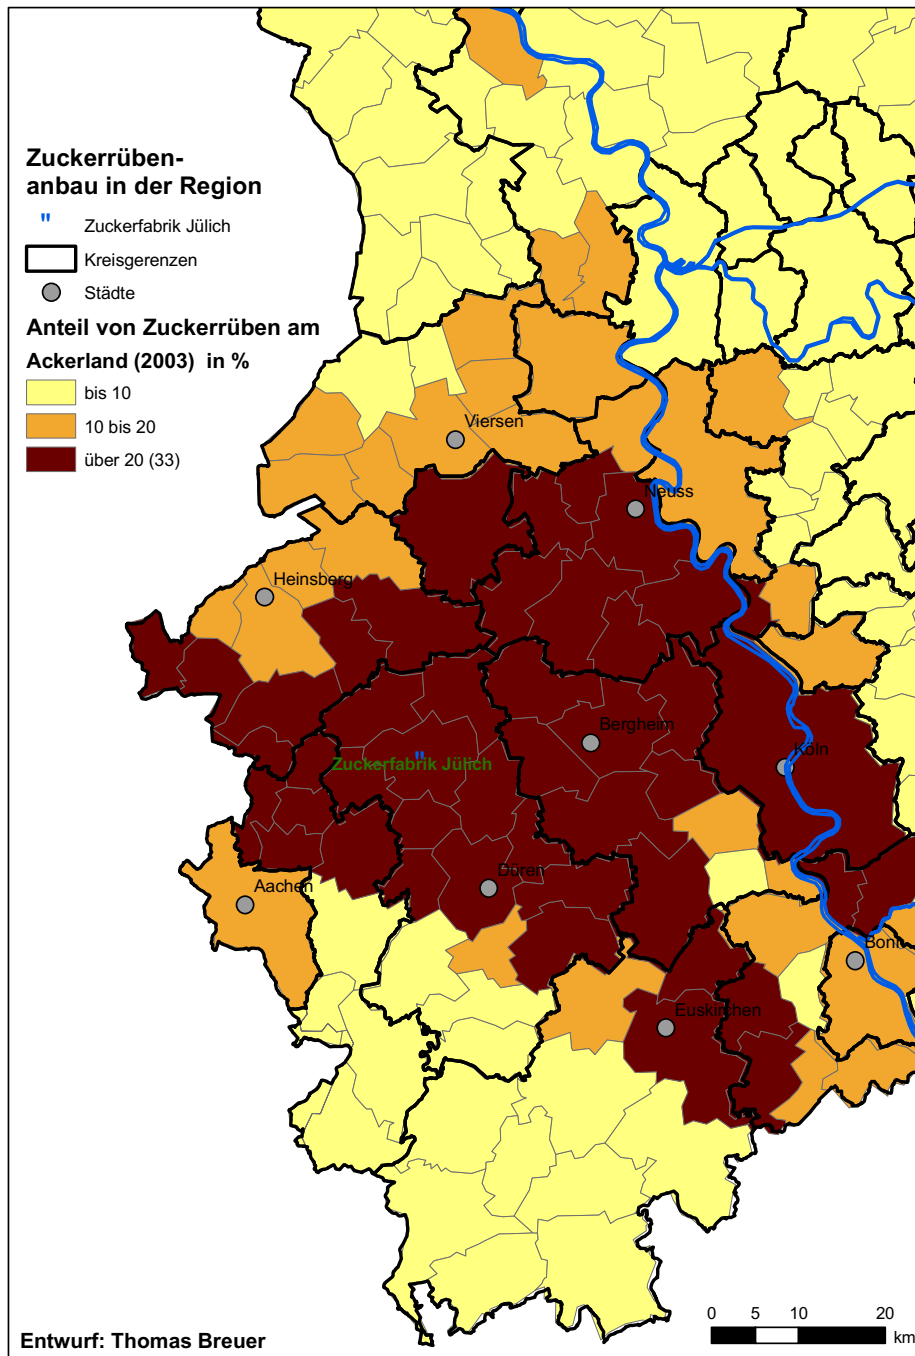 Zuckerrüben-
anbau in der Region
" Zuckerfabrik Jülich
Kreisgerenzen
Städte
Anteil von Zuckerrüben am
Ackerland (2003) in %
bis 10
10 bis 20
über 20 (33)
Viersen
Neuss
Heinsberg
Bergheim
"
Zuckerfabrik Jülich
Köln
Düren
Aachen
Bonn
Euskirchen
0 5 10 20
km
Entwurf: Thomas Breuer